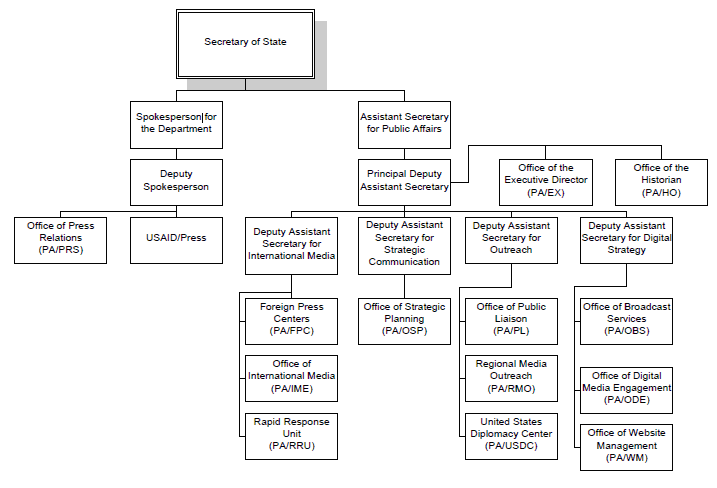 Secretary of State
Spokesperson for
the Department
Assistant Secretary
for Public Affairs
Deputy
Spokesperson
Principal Deputy
Assistant Secretary
Office of the
Executive Director
(PA/EX)
Office of the
Historian
(PA/HO)
Office of Press
Relations
(PA/PRS)
USAID/Press
Deputy Assistant
Secretary for
International Media
Deputy Assistant
Secretary for
Strategic
Communication
Deputy Assistant
Secretary for
Outreach
Deputy Assistant
Secretary for Digital
Strategy
Foreign Press
Centers
(PA/FPC)
Office of Strategic
Planning
(PA/OSP)
Office of Public
Liaison
(PA/PL)
Office of Broadcast
Services
(PA/OBS)
Office of
International Media
(PA/IME)
Regional Media
Outreach
(PA/RMO)
Office of Digital
Media Engagement
(PA/ODE)
Rapid Response
Unit
(PA/RRU)
United States
Diplomacy Center
(PA/USDC)
Office of Website
Management
(PA/WM)